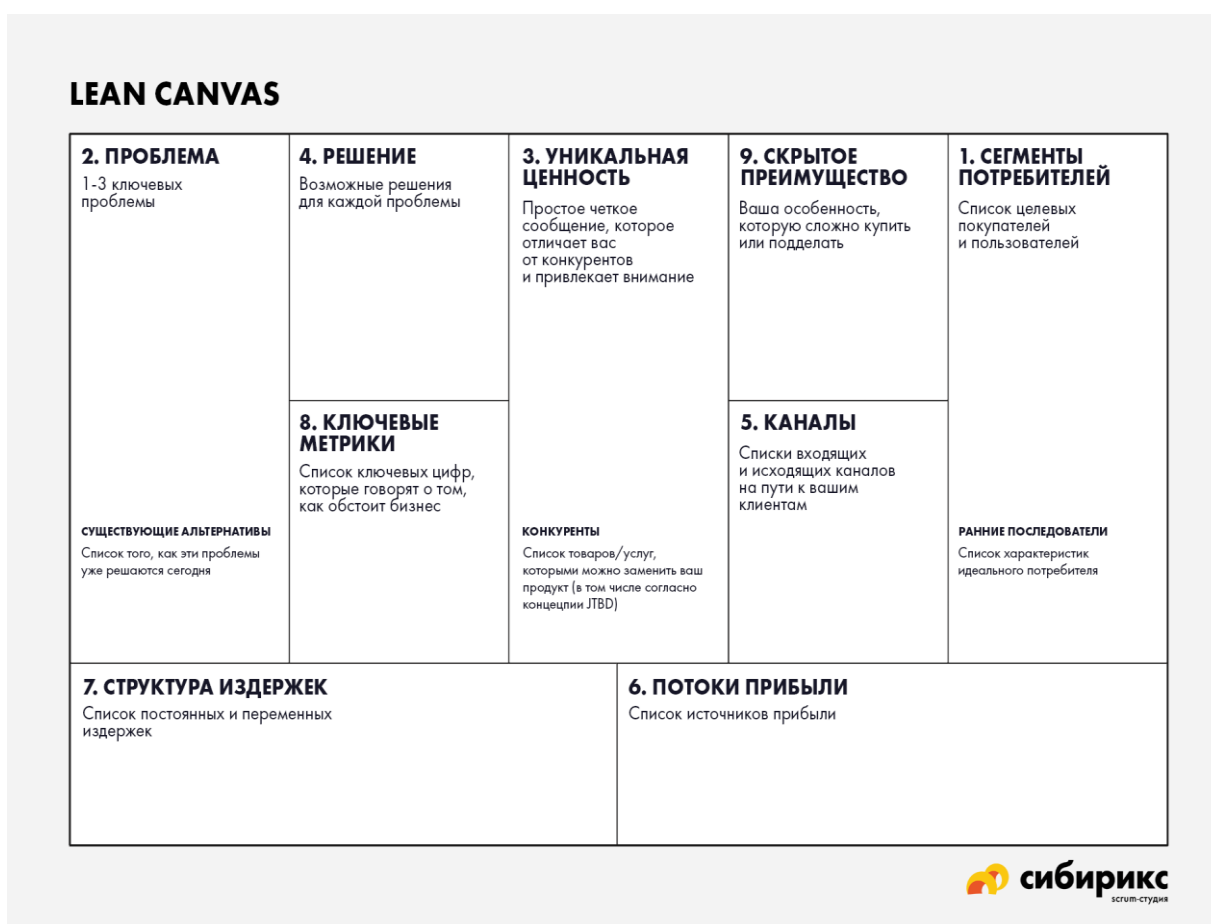 LEAN CANVAS
2. ПРОБЛЕМА
1-3 ключевых
проблемы
СУЩЕСТВУЮЩИЕ АЛЬТЕРНАТИВЫ
Список того, как эти проблемы
уже решаются сегодня
4. РЕШЕНИЕ
Возможные решения
для каждой проблемы
8. КЛЮЧЕВЫЕ
МЕТРИКИ
Список ключевых цифр,
которые говорят о том,
как обстоит бизнес
3. УНИКАЛЬНАЯ
ЦЕННОСТЬ
Простое четкое
сообщение, которое
отличает вас
от конкурентов
и привлекает внимание
КОНКУРЕНТЫ
Список товаров/услуг,
которыми можно заменить ваш
продукт (в том числе согласно
концецпии JTBD)
9. СКРЫТОЕ
ПРЕИМУЩЕСТВО
Ваша особенность,
которую сложно купить
или подделать
5. КАНАЛЫ
Списки входящих
и исходящих каналов
на пути к вашим
клиентам
1. СЕГМЕНТЫ
ПОТРЕБИТЕЛЕЙ
Список целевых
покупателей
и пользователей
РАННИЕ ПОСЛЕДОВАТЕЛИ
Список характеристик
идеального потребителя
7. СТРУКТУРА ИЗДЕРЖЕК
Список постоянных и переменных
издержек
6. ПОТОКИ ПРИБЫЛИ
Список источников прибыли
сибирикс
scrum-студия